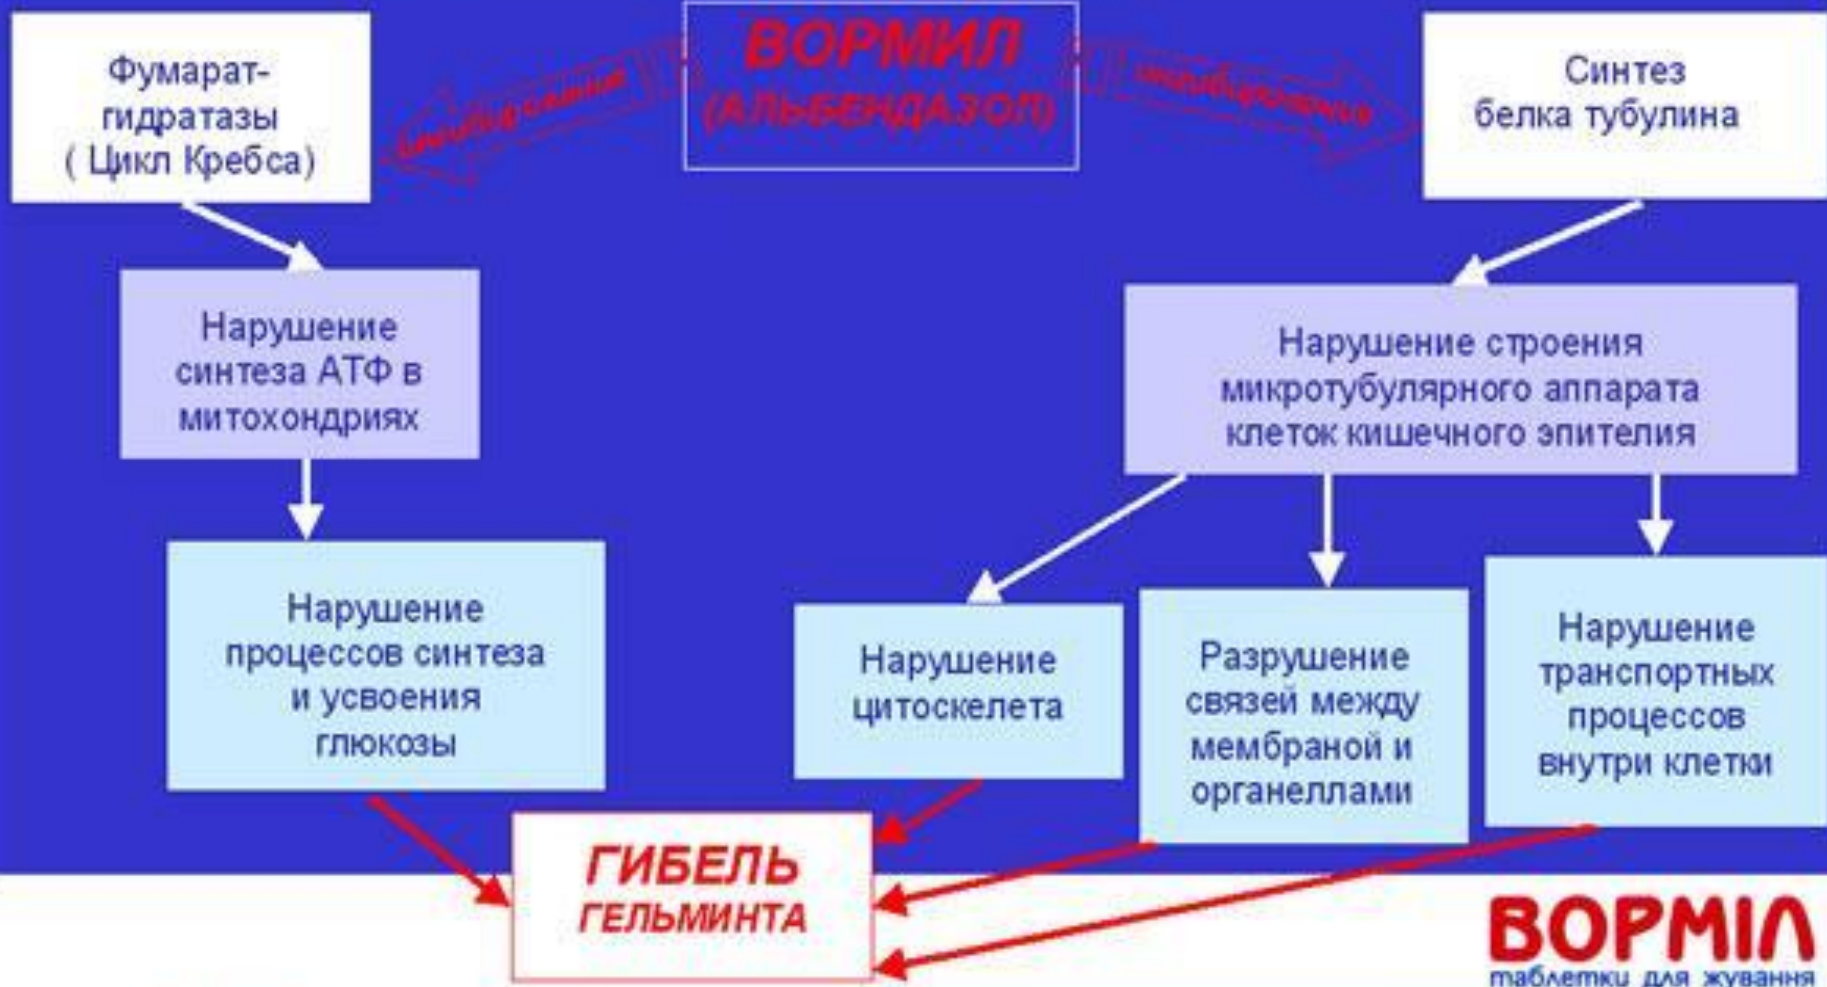 Фумарат-
гидратазы
( Цикл Кребса)
ингибирование
ВОРМИЛ
(АЛЬБЕНДАЗОЛ)
ингибирование
Синтез
белка тубулина
Нарушение
синтеза АТФ в
митохондриях
Нарушение строения
микротубулярного аппарата
клеток кишечного эпителия
Нарушение
процессов синтеза
и усвоения
глюкозы
Нарушение
цитоскелета
Разрушение
связей между
мембраной и
органеллами
Нарушение
транспортных
процессов
внутри клетки
ГИБЕЛЬ
ГЕЛЬМИНТА
ВОРМІЛ
таблетки для жування